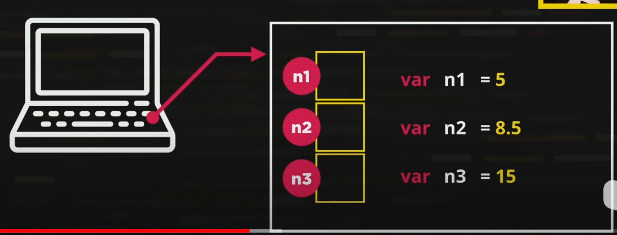 n1 var n1 = 5
n2 var n2 = 8.5
n3 var n3 = 15